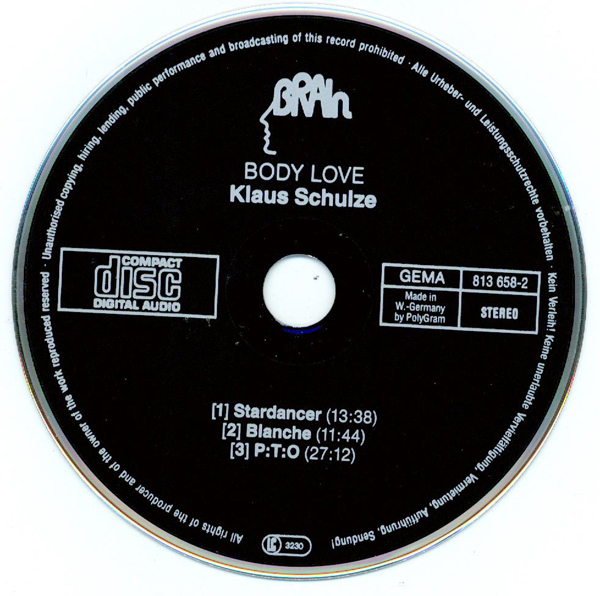 BRAIn
BODY LOVE
Klaus Schulze
COMPACT
disc
DIGITAL AUDIO
GEMA
813 658-2
Made in
W.-Germany
by PolyGram
STEREO
[1] Stardancer (13:38)
[2] Blanche (11:44)
[3] P:T:O (27:12)
LC 3230
All rights of the producer and of the owner of the work reproduced reserved · Unauthorised copying, hiring, lending, public performance and broadcasting of this record prohibited · Alle Urheber- und Leistungsschutzrechte vorbehalten · Kein Verleih! Keine unerlaubte Vervielfältigung, Vermietung, Aufführung, Sendung!